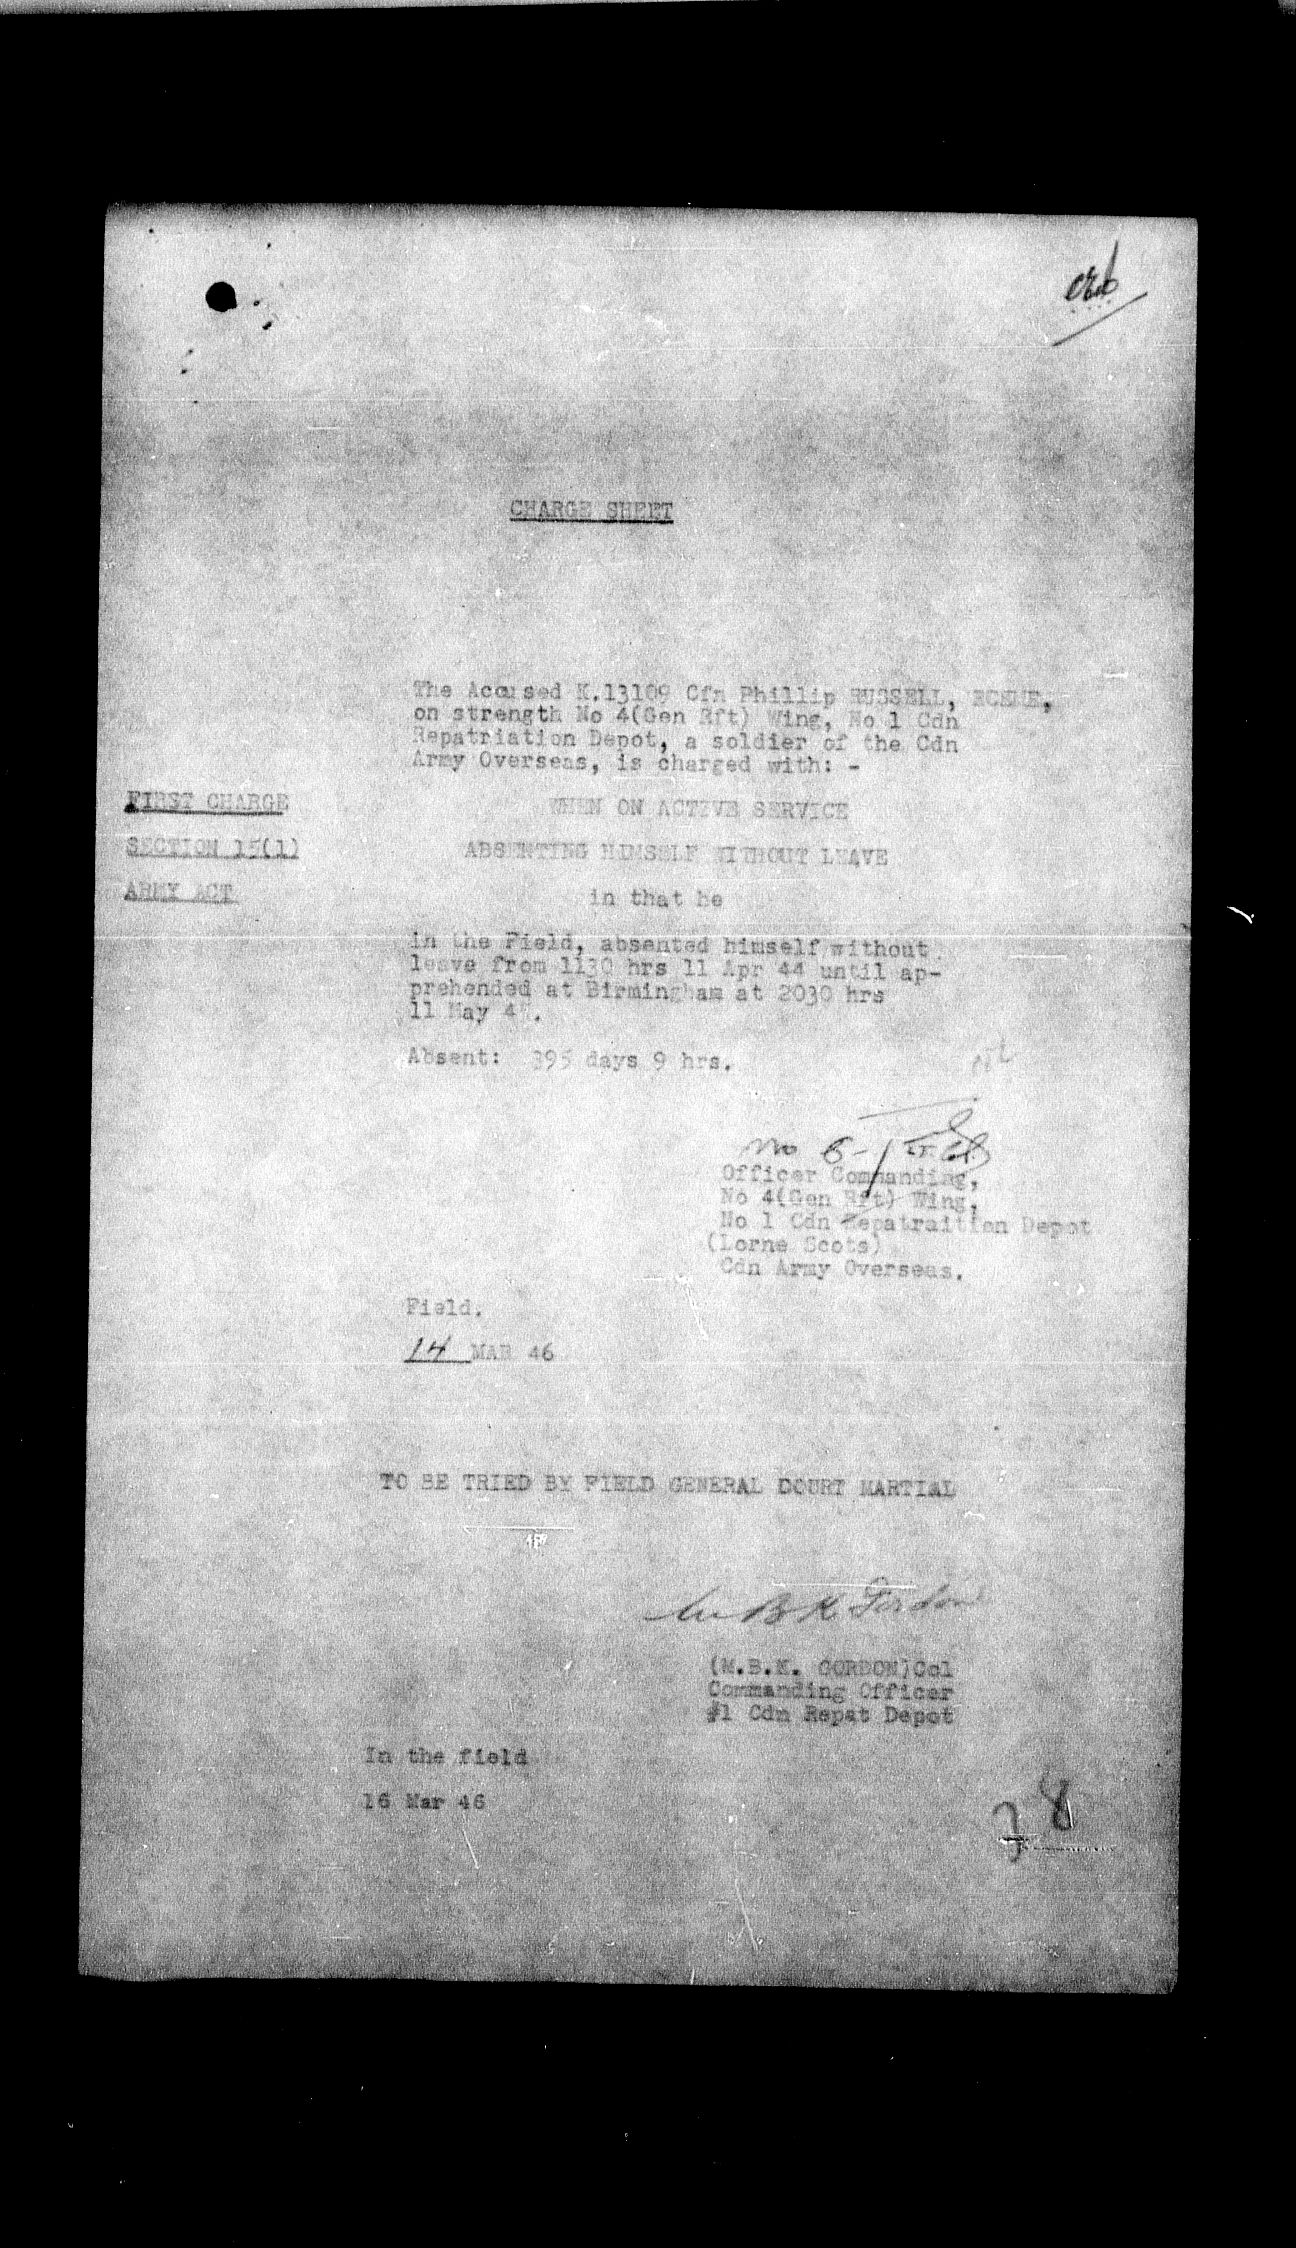 CHARGE SHEET
The Accused K.13109 Cfn Phillip RUSSELL, RCEME,
on strength No 4(Gen Rft) Wing, No 1 Cdn
Repatriation Depot, a soldier of the Cdn
Army Overseas, is charged with: -
FIRST CHARGE
WHEN ON ACTIVE SERVICE
SECTION 15(1)
ABSENTING HIMSELF WITHOUT LEAVE
ARMY ACT
in that he
in the Field, absented himself without
leave from 1130 hrs 11 Apr 44 until ap-
prehended at Birmingham at 2030 hrs
11 May 4
Absent: 395 days 9 hrs.
Officer Commanding,
No 4(Gen Rft) Wing,
No 1 Cdn Repatraition Depot
(Lorne Scots)
Cdn Army Overseas.
Field.
14 MAR 46
TO BE TRIED BY FIELD GENERAL COURT MARTIAL
M B K Gordon
(M.B.K. GORDON)Col
Commanding Officer
#1 Cdn Repat Depot
In the field
16 Mar 46